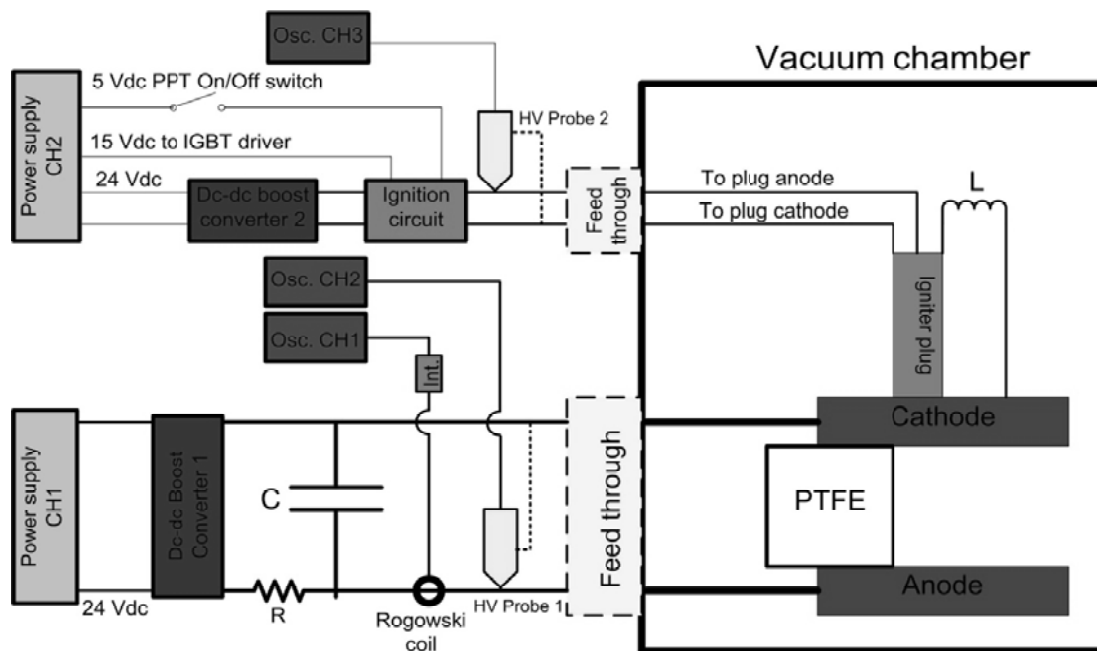 Osc. CH3
Vacuum chamber
5 Vdc PPT On/Off switch
HV Probe 2
Power supply
CH2
15 Vdc to IGBT driver
24 Vdc
Dc-dc boost
converter 2
Ignition
circuit
Feed
through
To plug anode
To plug cathode
L
Osc. CH2
Osc. CH1
Int.
Igniter plug
Power supply
CH1
Dc-dc Boost
Converter 1
C
Feed through
Cathode
PTFE
Anode
24 Vdc
R
Rogowski
coil
HV Probe 1